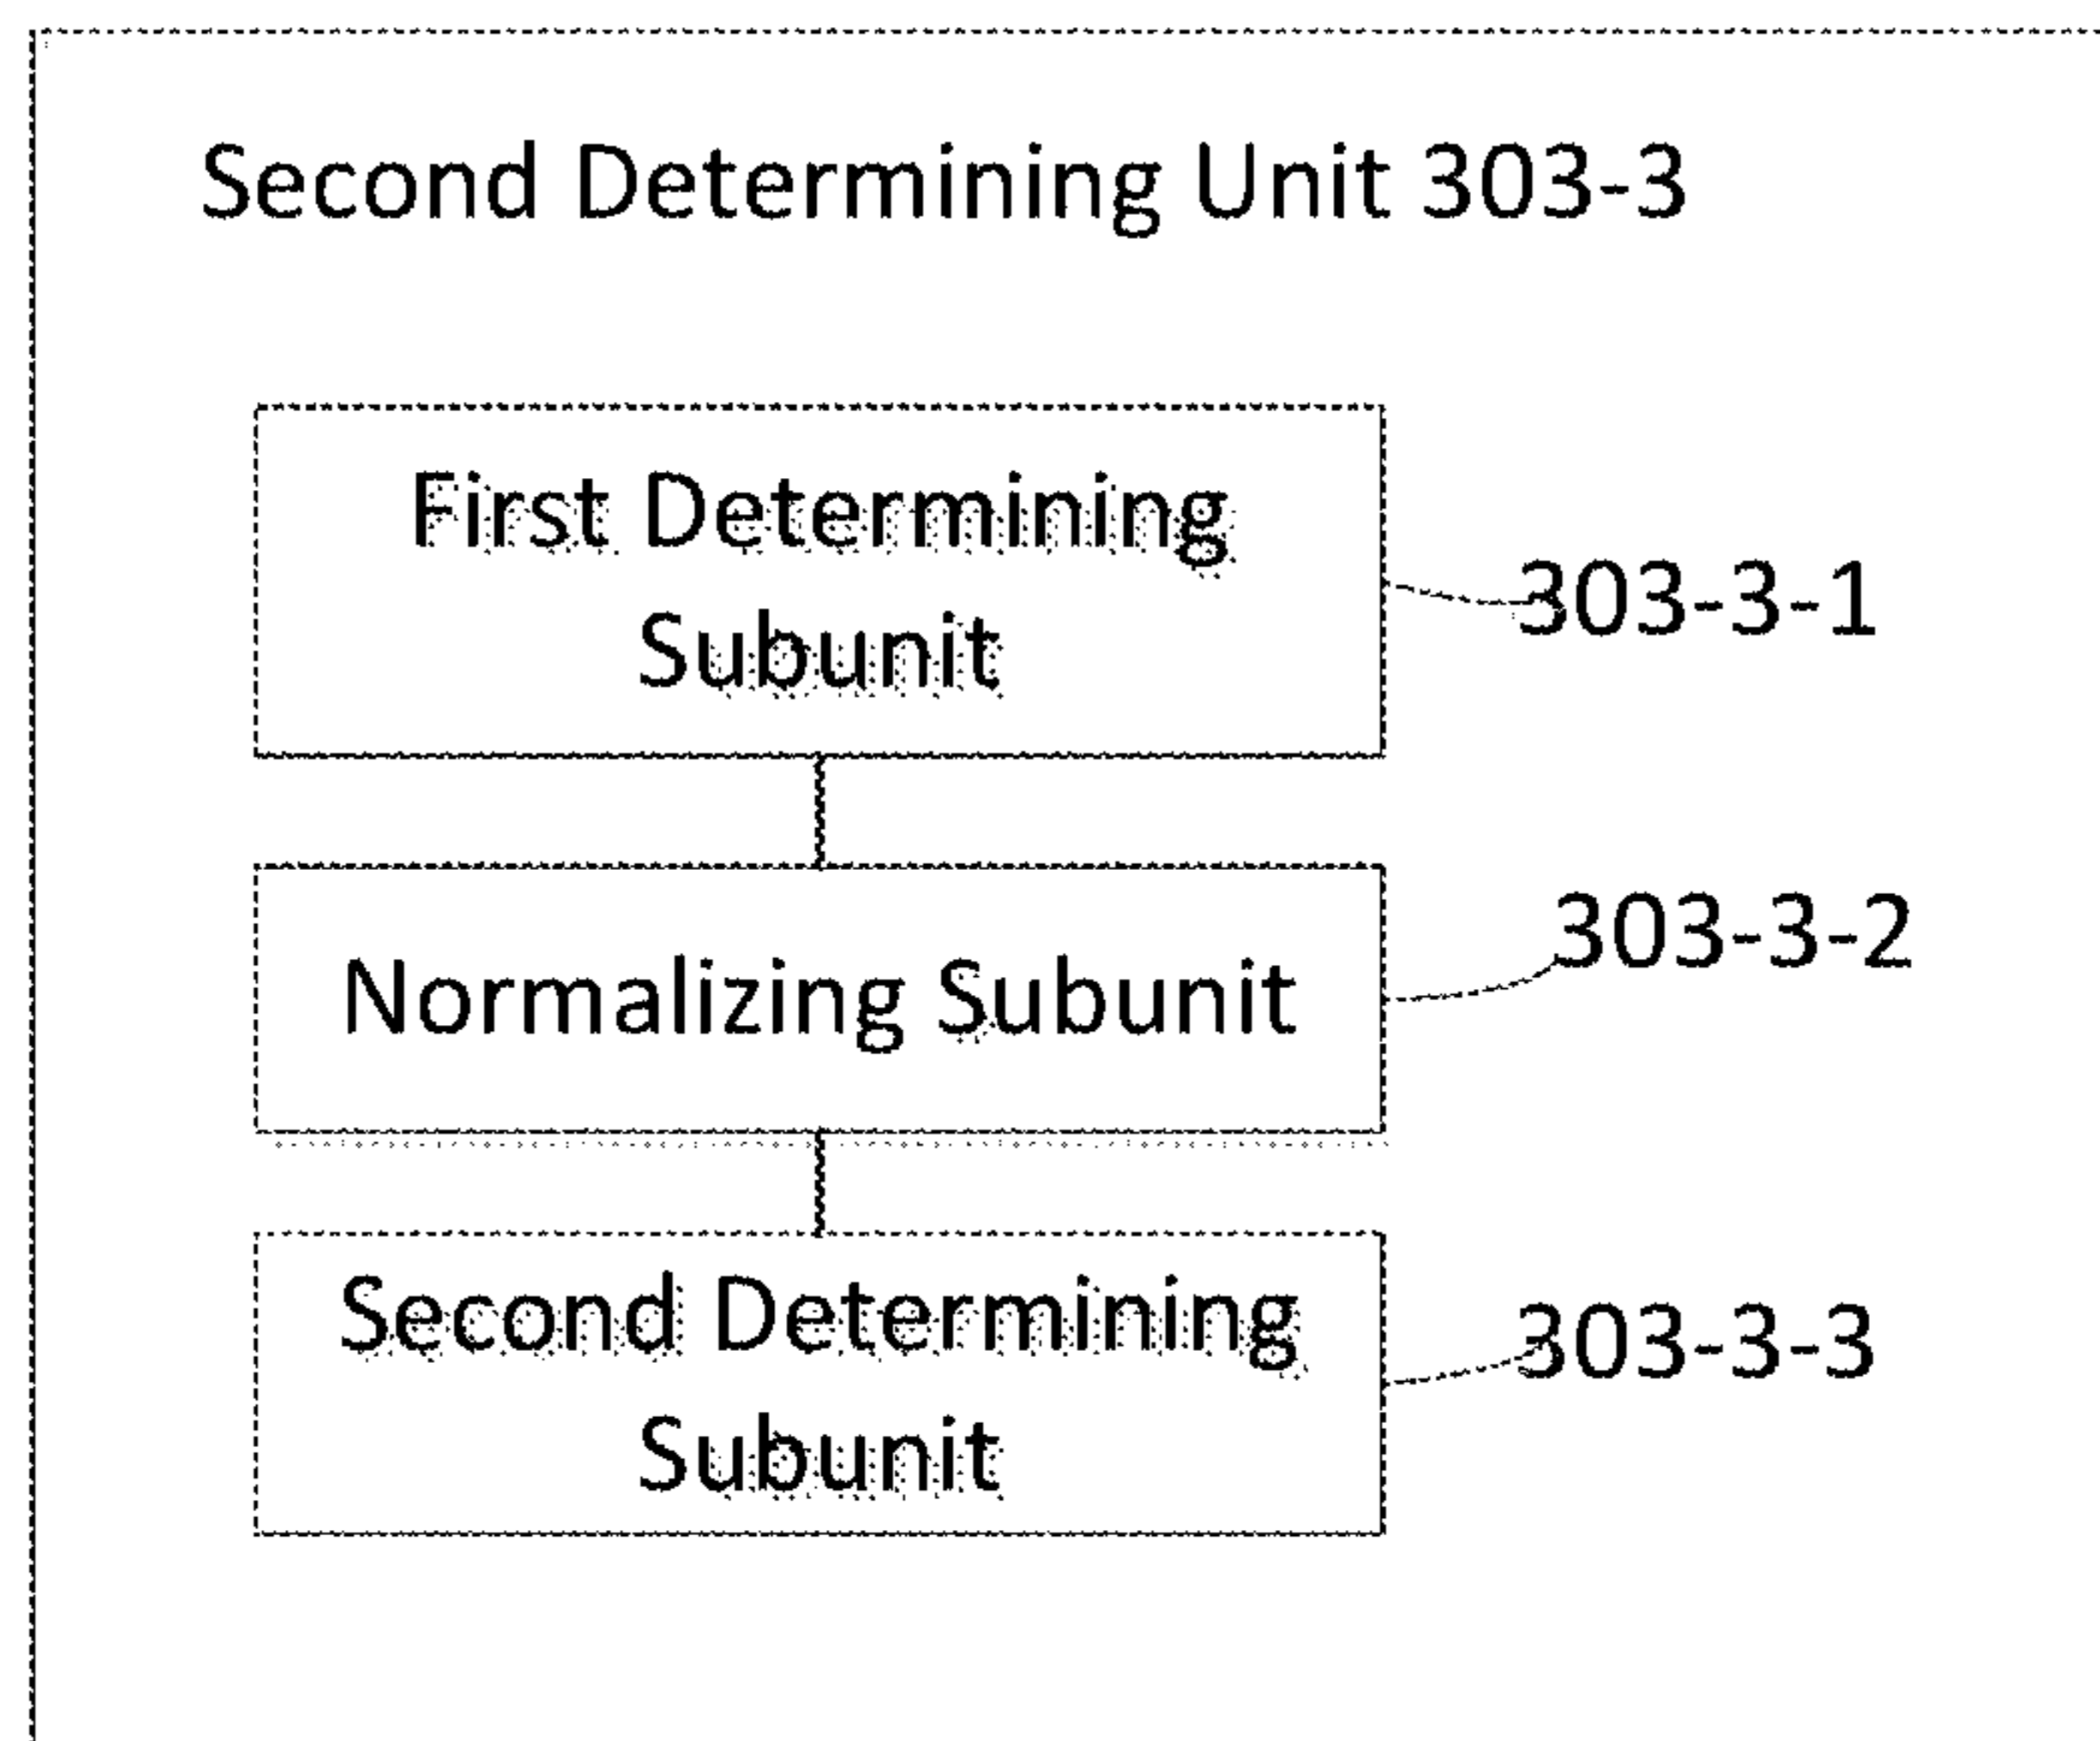 Second Determining Unit 303-3
First Determining
Subunit
303-3-1
Normalizing Subunit
303-3-2
Second Determining
Subunit
303-3-3